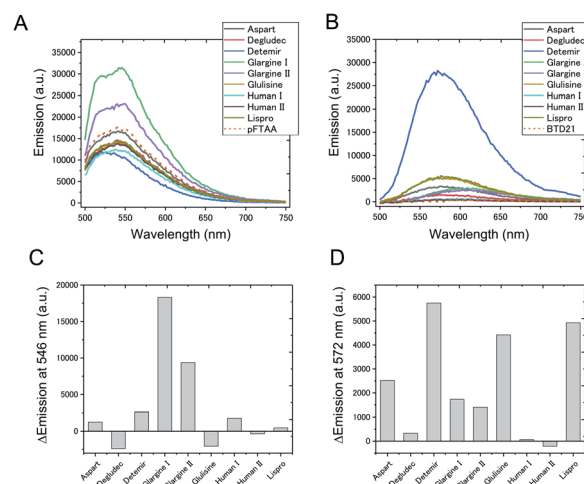 A
Aspart
Degludec
Detemir
Glargine I
Glargine II
Glulisine
Human I
Human II
Lispro
pFTAA
Emission (a.u.)
35000
30000
25000
20000
15000
10000
5000
0
500 550 600 650 700 750
Wavelength (nm)
B
Aspart
Degludec
Detemir
Glargine
Glargine
Glulisine
Human I
Human II
Lispro
BTD21
Emission (a.u.)
35000
30000
25000
20000
15000
10000
5000
0
500 550 600 650 700 750
Wavelength (nm)
C
ΔEmission at 546 nm (a.u.)
20000
15000
10000
5000
0
Aspart Degludec Detemir Glargine I Glargine II Glulisine Human I Human II Lispro
D
ΔEmission at 572 nm (a.u.)
6000
5000
4000
3000
2000
1000
0
Aspart Degludec Detemir Glargine I Glargine II Glulisine Human I Human II Lispro